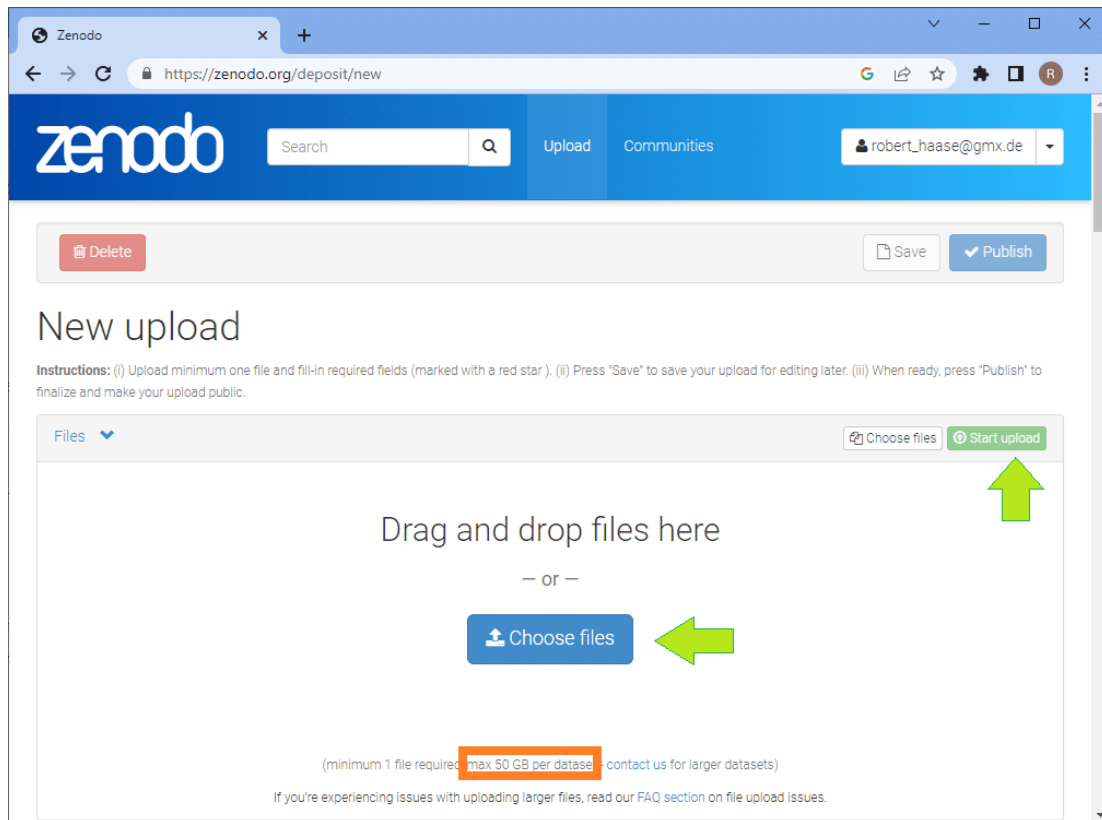 Zenodo
https://zenodo.org/deposit/new
G
R
zenodo
Search
Upload
Communities
robert_haase@gmx.de
Delete
Save
Publish
New upload
Instructions: (i) Upload minimum one file and fill-in required fields (marked with a red star ). (ii) Press "Save" to save your upload for editing later. (iii) When ready, press "Publish" to
finalize and make your upload public.
Files
Choose files
Start upload
Drag and drop files here
— or —
Choose files
(minimum 1 file required max 50 GB per dataset - contact us for larger datasets)
If you're experiencing issues with uploading larger files, read our FAQ section on file upload issues.